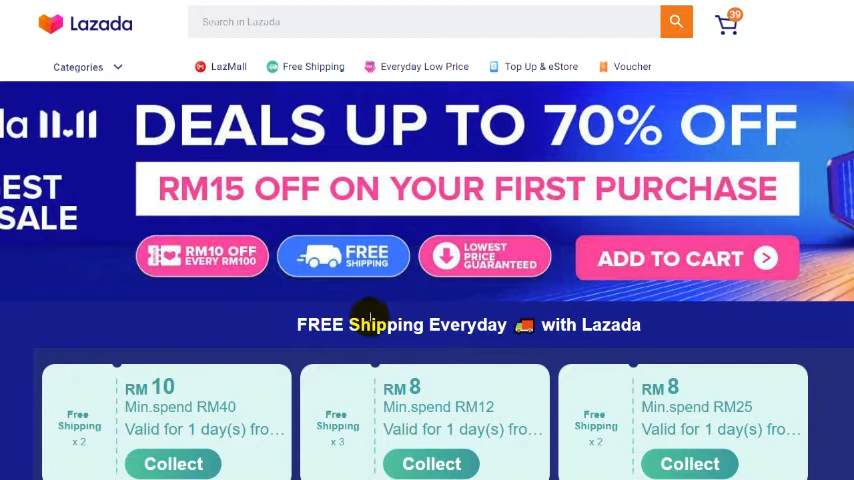 Lazada
Search in Lazada
39
Categories
LazMall
Free Shipping
Everyday Low Price
Top Up & eStore
Voucher
a 11.11
EST
SALE
DEALS UP TO 70% OFF
RM15 OFF ON YOUR FIRST PURCHASE
RM10 OFF
EVERY RM100
FREE
SHIPPING
LOWEST
PRICE
GUARANTEED
ADD TO CART
FREE Shipping Everyday 🚚 with Lazada
Free
Shipping
x 2
RM 10
Min.spend RM40
Valid for 1 day(s) fro...
Collect
Free
Shipping
x 3
RM 8
Min.spend RM12
Valid for 1 day(s) fro...
Collect
Free
Shipping
x 2
RM 8
Min.spend RM25
Valid for 1 day(s) fro...
Collect